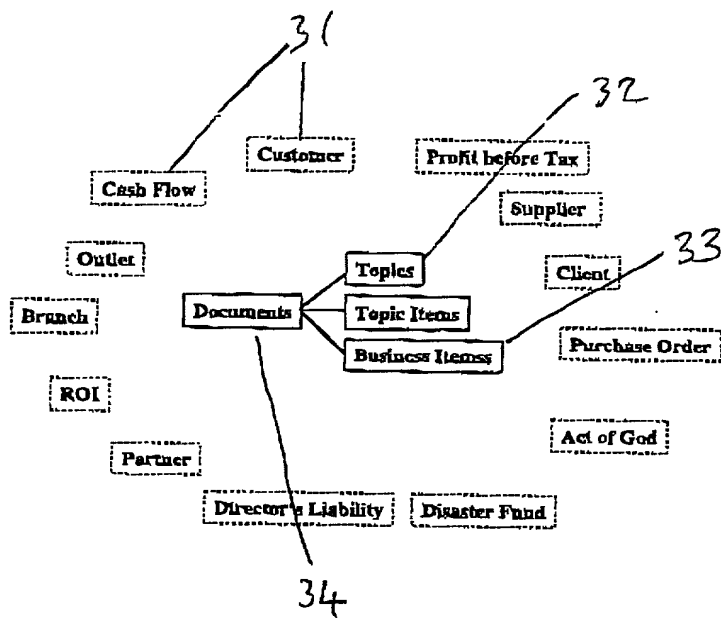 31
32
Customer
Profit before Tax
Cash Flow
Supplier
33
Outlet
Topics
Client
Documents
Topic Items
Branch
Business Itemss
Purchase Order
ROI
Act of God
Partner
Director's Liability
Disaster Fund
34